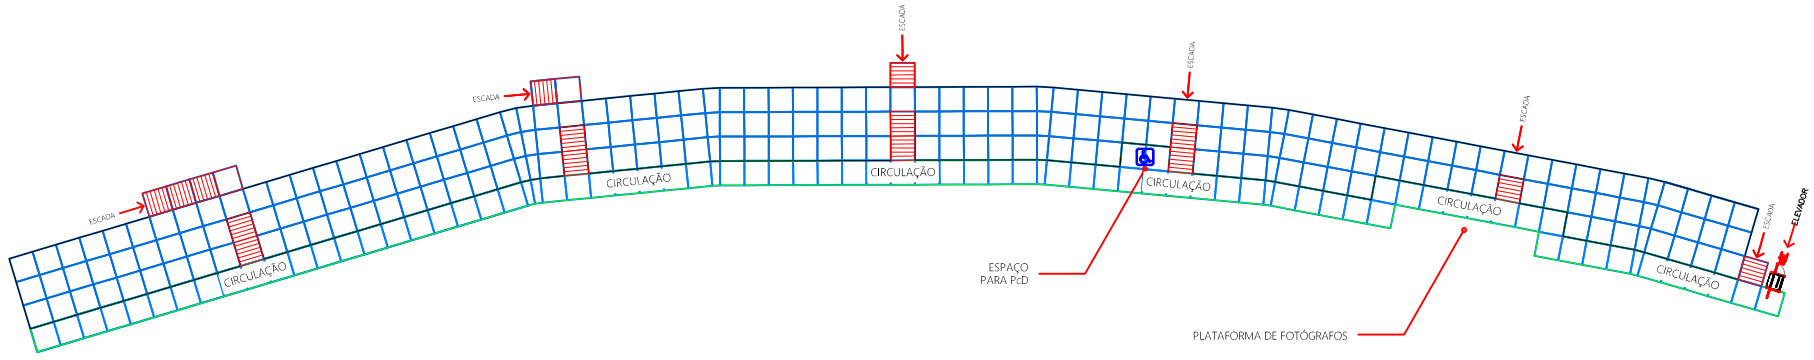 ESCADA
ESCADA
ESCADA
ESCADA
ESCADA
ESCADA
ELEVADOR
CIRCULAÇÃO
CIRCULAÇÃO
CIRCULAÇÃO
CIRCULAÇÃO
CIRCULAÇÃO
CIRCULAÇÃO
ESPAÇO
PARA PcD
PLATAFORMA DE FOTÓGRAFOS